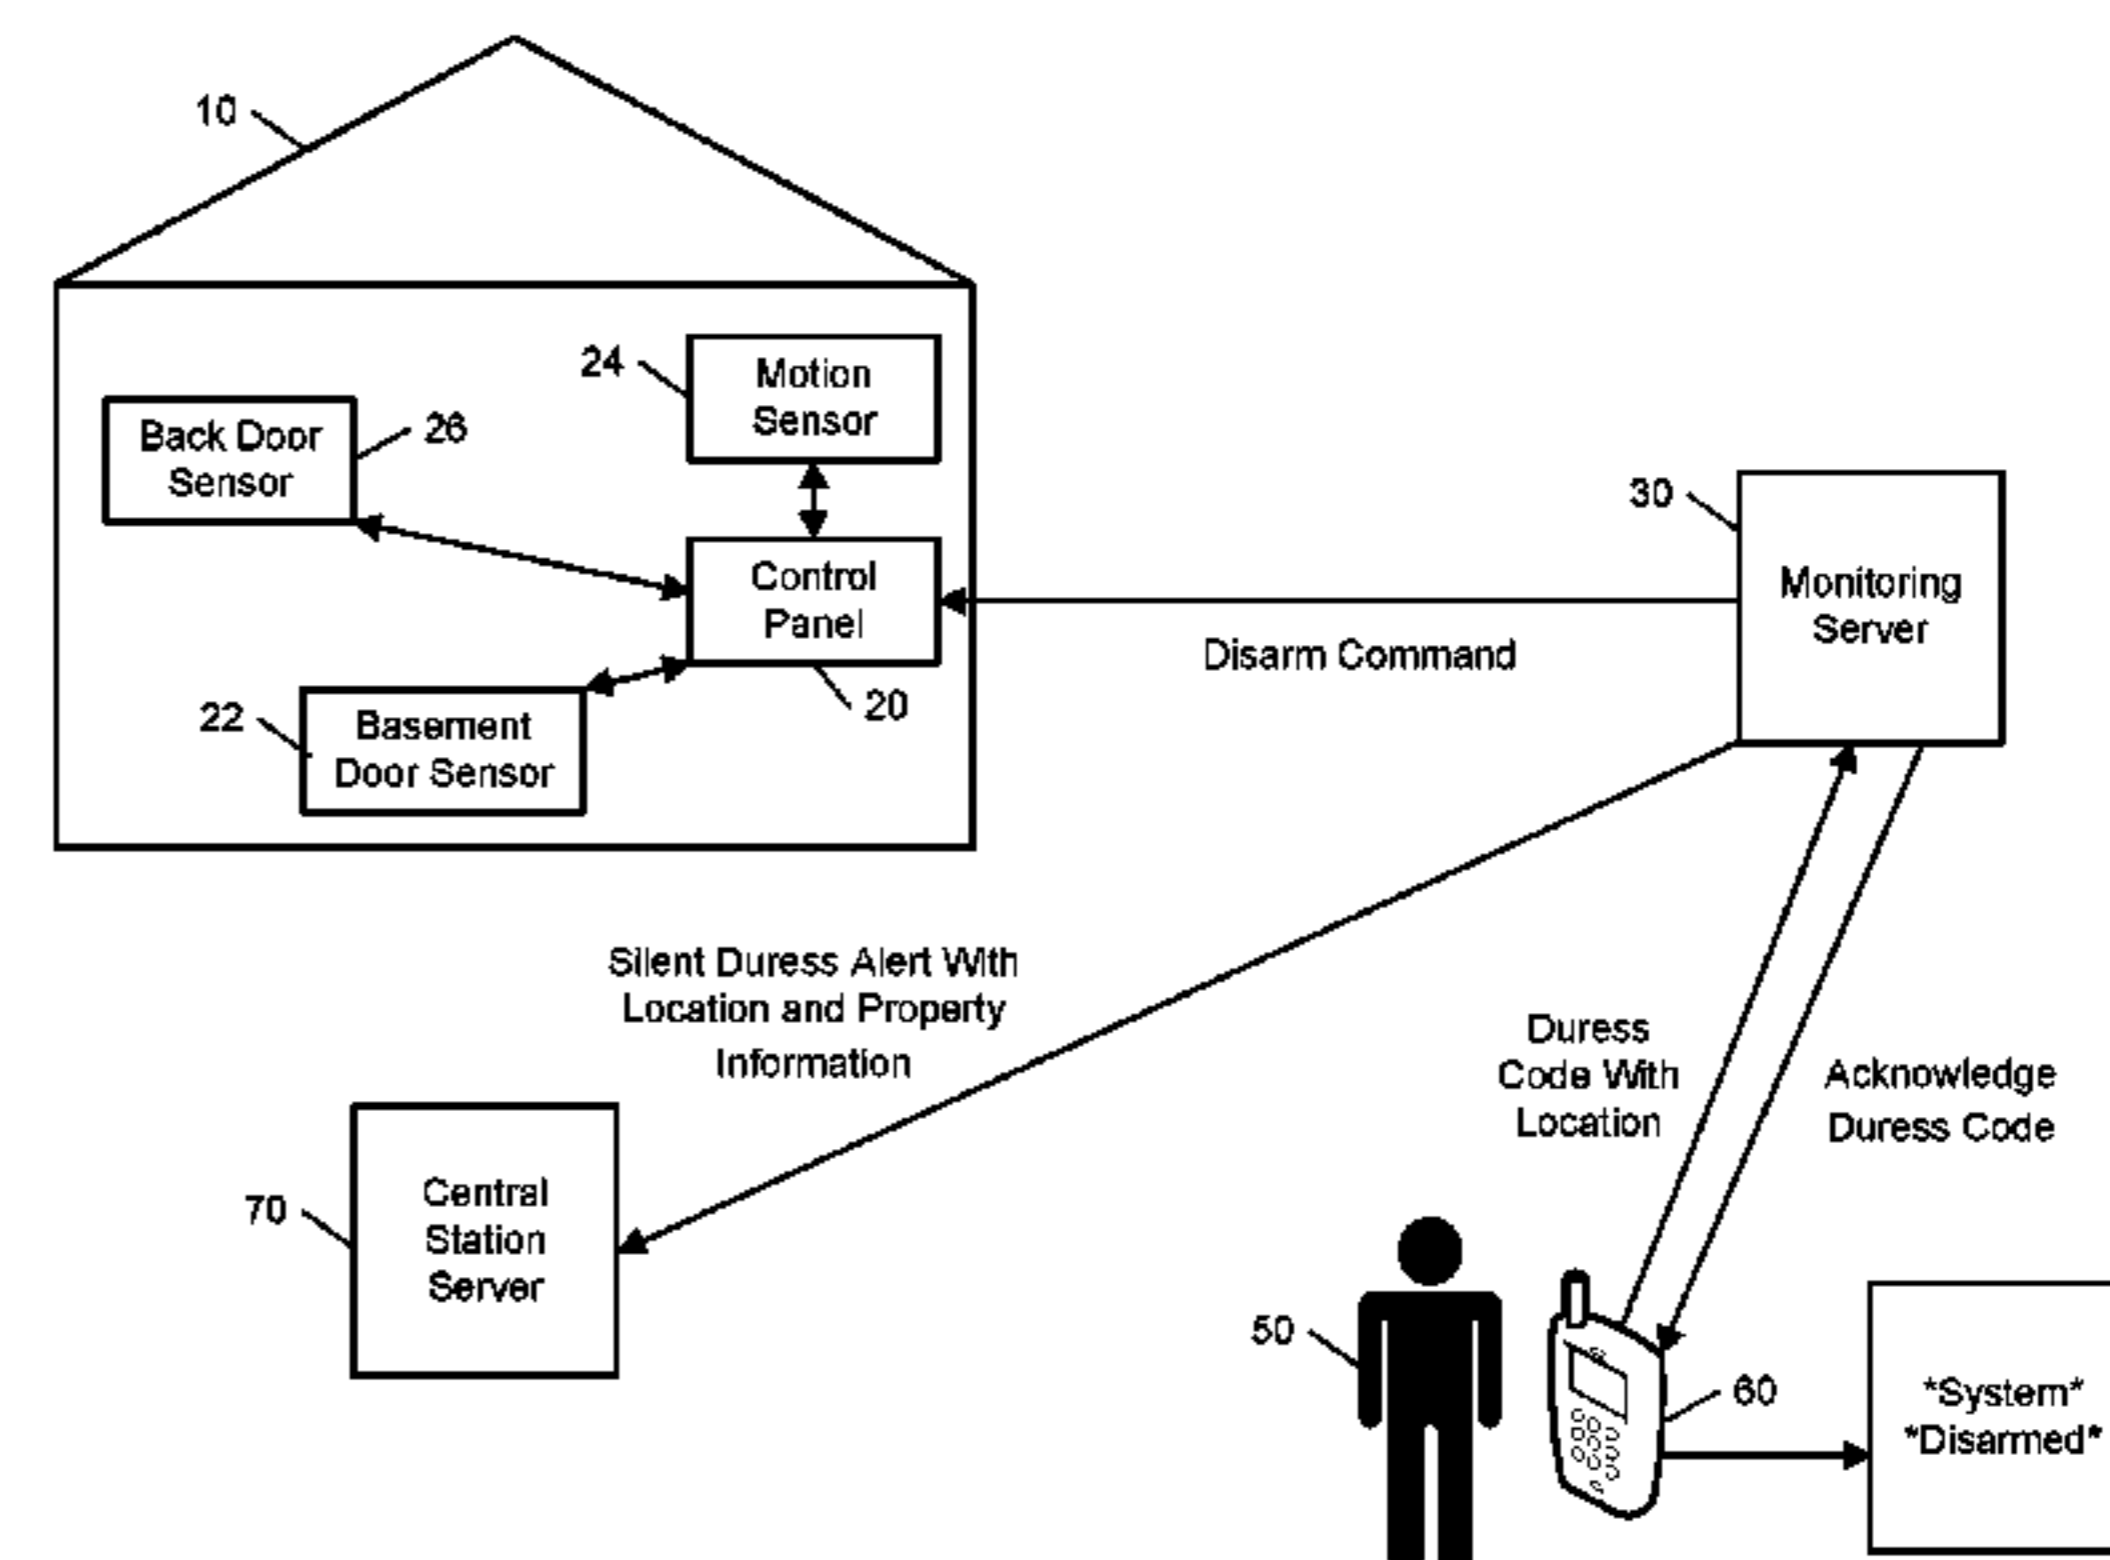 10
24
Motion
Sensor
Back Door
Sensor
26
30
Monitoring
Server
Control
Panel
Disarm Command
20
22
Basement
Door Sensor
Silent Duress Alert With
Location and Property
Information
Duress
Code With
Location
Acknowledge
Duress Code
70
Central
Station
Server
50
60
*System*
*Disarmed*